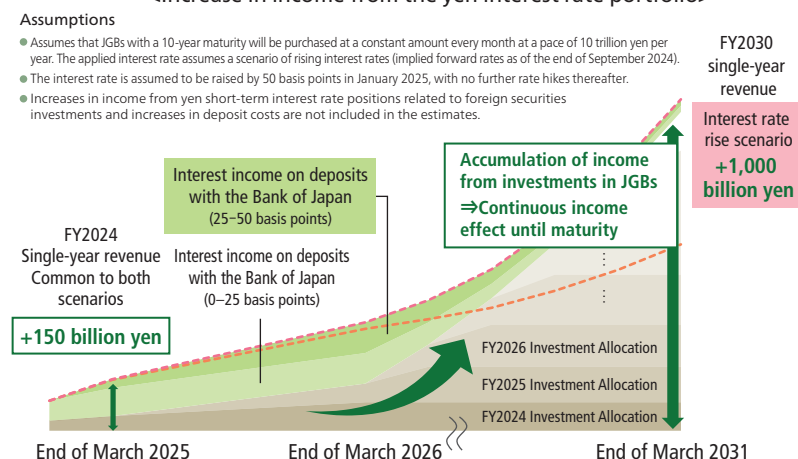 <Increase in income from the yen interest rate portfolio>
Assumptions
● Assumes that JGBs with a 10-year maturity will be purchased at a constant amount every month at a pace of 10 trillion yen per
year. The applied interest rate assumes a scenario of rising interest rates (implied forward rates as of the end of September 2024).
● The interest rate is assumed to be raised by 50 basis points in January 2025, with no further rate hikes thereafter.
● Increases in income from yen short-term interest rate positions related to foreign securities
investments and increases in deposit costs are not included in the estimates.
FY2030
single-year
revenue
Interest rate
rise scenario
+1,000
billion yen
Accumulation of income
from investments in JGBs
⇒Continuous income
effect until maturity
Interest income on deposits
with the Bank of Japan
(25–50 basis points)
FY2024
Single-year revenue
Common to both
scenarios
+150 billion yen
Interest income on deposits
with the Bank of Japan
(0–25 basis points)
FY2026 Investment Allocation
FY2025 Investment Allocation
FY2024 Investment Allocation
End of March 2025
End of March 2026
End of March 2031